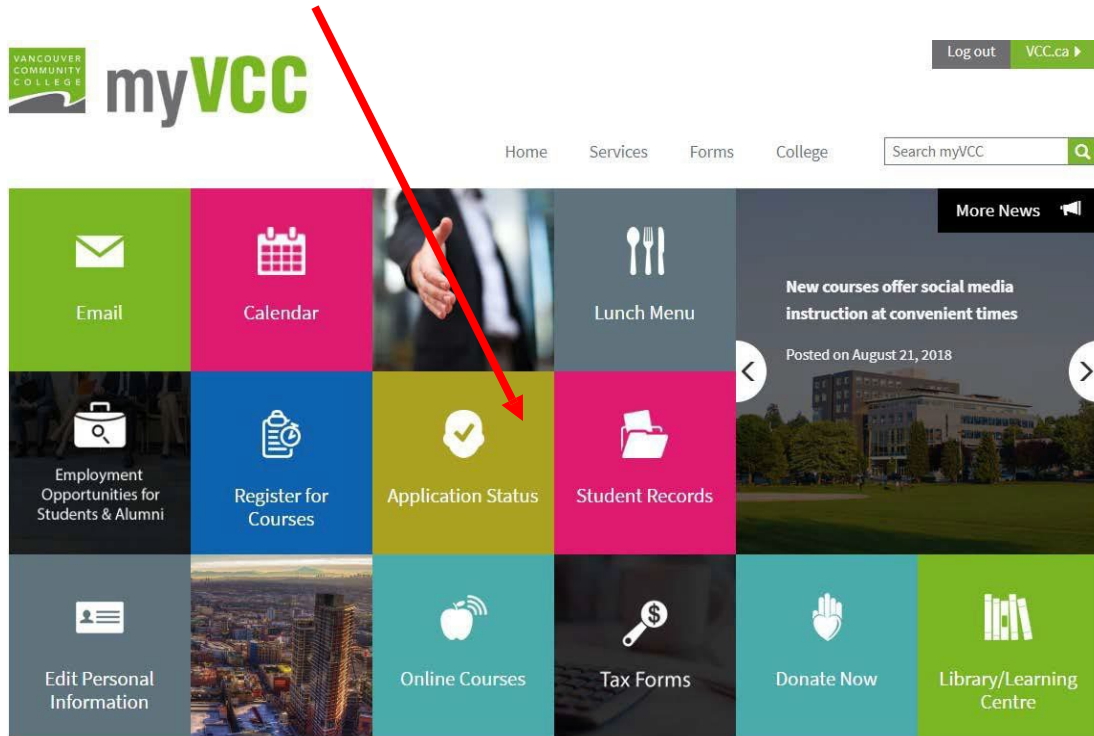 Log out
VCC.ca
VANCOUVER
COMMUNITY
COLLEGE
myVCC
Home
Services
Forms
College
Search myVCC
Email
Calendar
Lunch Menu
More News
New courses offer social media
instruction at convenient times
Posted on August 21, 2018
Employment
Opportunities for
Students & Alumni
Register for
Courses
Application Status
Student Records
Edit Personal
Information
Online Courses
Tax Forms
Donate Now
Library/Learning
Centre